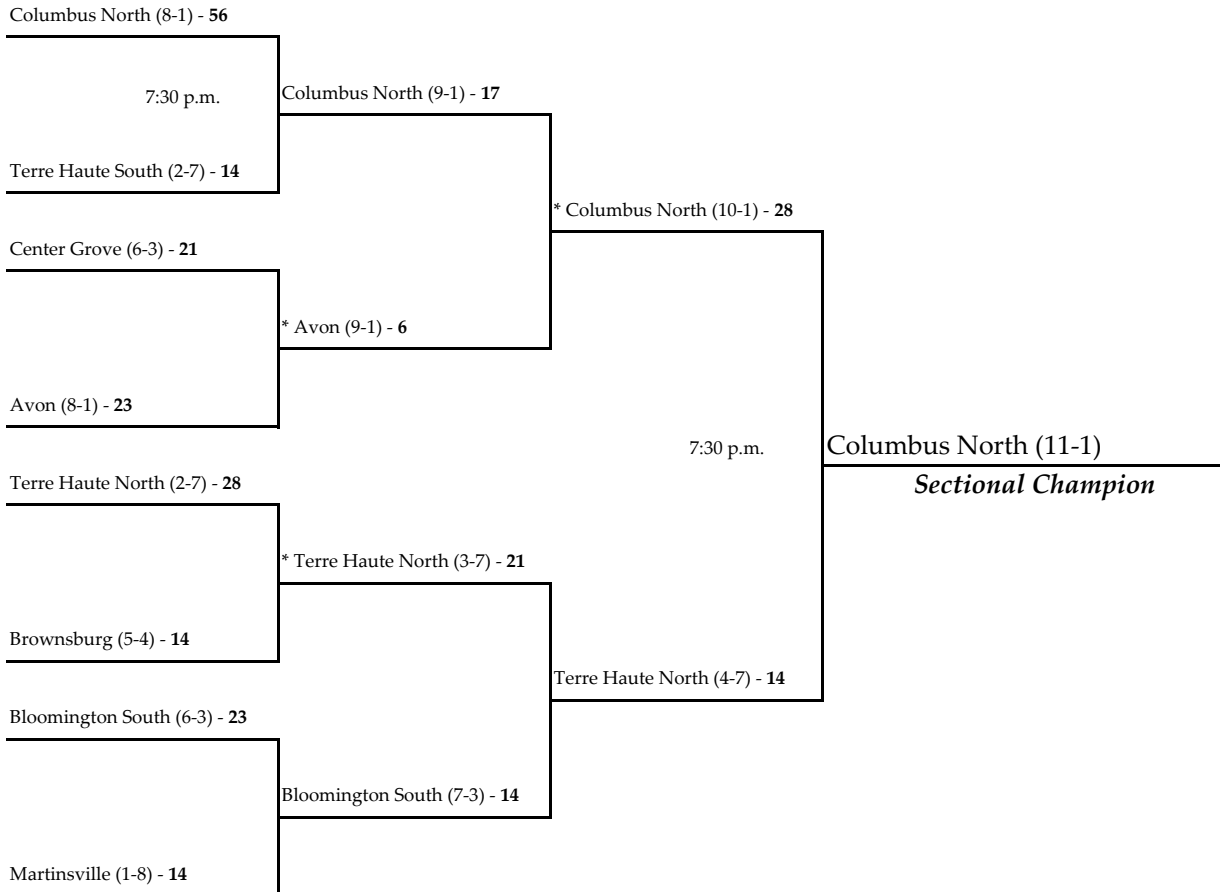 Columbus North (8-1) - 56
7:30 p.m.
Columbus North (9-1) - 17
Terre Haute South (2-7) - 14
* Columbus North (10-1) - 28
Center Grove (6-3) - 21
* Avon (9-1) - 6
Avon (8-1) - 23
7:30 p.m.
Columbus North (11-1)
Sectional Champion
Terre Haute North (2-7) - 28
* Terre Haute North (3-7) - 21
Brownsburg (5-4) - 14
Terre Haute North (4-7) - 14
Bloomington South (6-3) - 23
Bloomington South (7-3) - 14
Martinsville (1-8) - 14